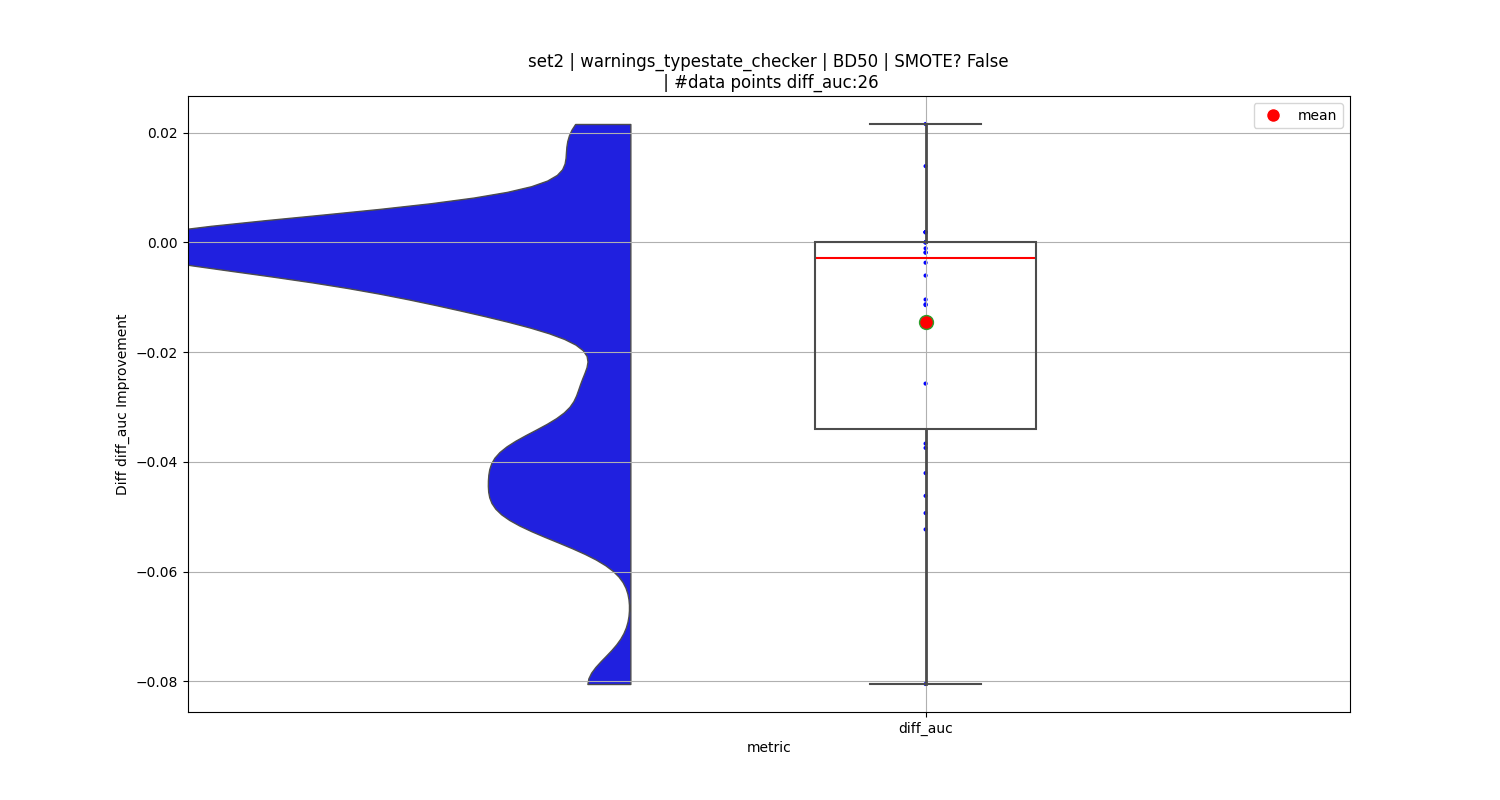 set2 | warnings_typestate_checker | BD50 | SMOTE? False
| #data points diff_auc:26
mean
0.02
0.00
−0.02
−0.04
−0.06
−0.08
Diff diff_auc Improvement
diff_auc
metric